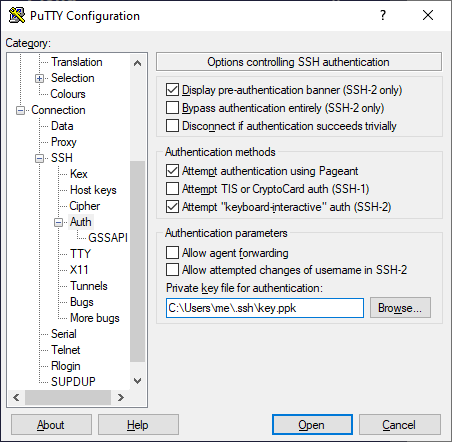 PuTTY Configuration
Category:
Translation
Selection
Colours
Connection
Data
Proxy
SSH
Kex
Host keys
Cipher
Auth
GSSAPI
TTY
X11
Tunnels
Bugs
More bugs
Serial
Telnet
Rlogin
SUPDUP
Options controlling SSH authentication
Display pre-authentication banner (SSH-2 only)
Bypass authentication entirely (SSH-2 only)
Disconnect if authentication succeeds trivially
Authentication methods
Attempt authentication using Pageant
Attempt TIS or CryptoCard auth (SSH-1)
Attempt "keyboard-interactive" auth (SSH-2)
Authentication parameters
Allow agent forwarding
Allow attempted changes of username in SSH-2
Private key file for authentication:
C:\Users\me\.ssh\key.ppk
Browse...
About
Help
Open
Cancel